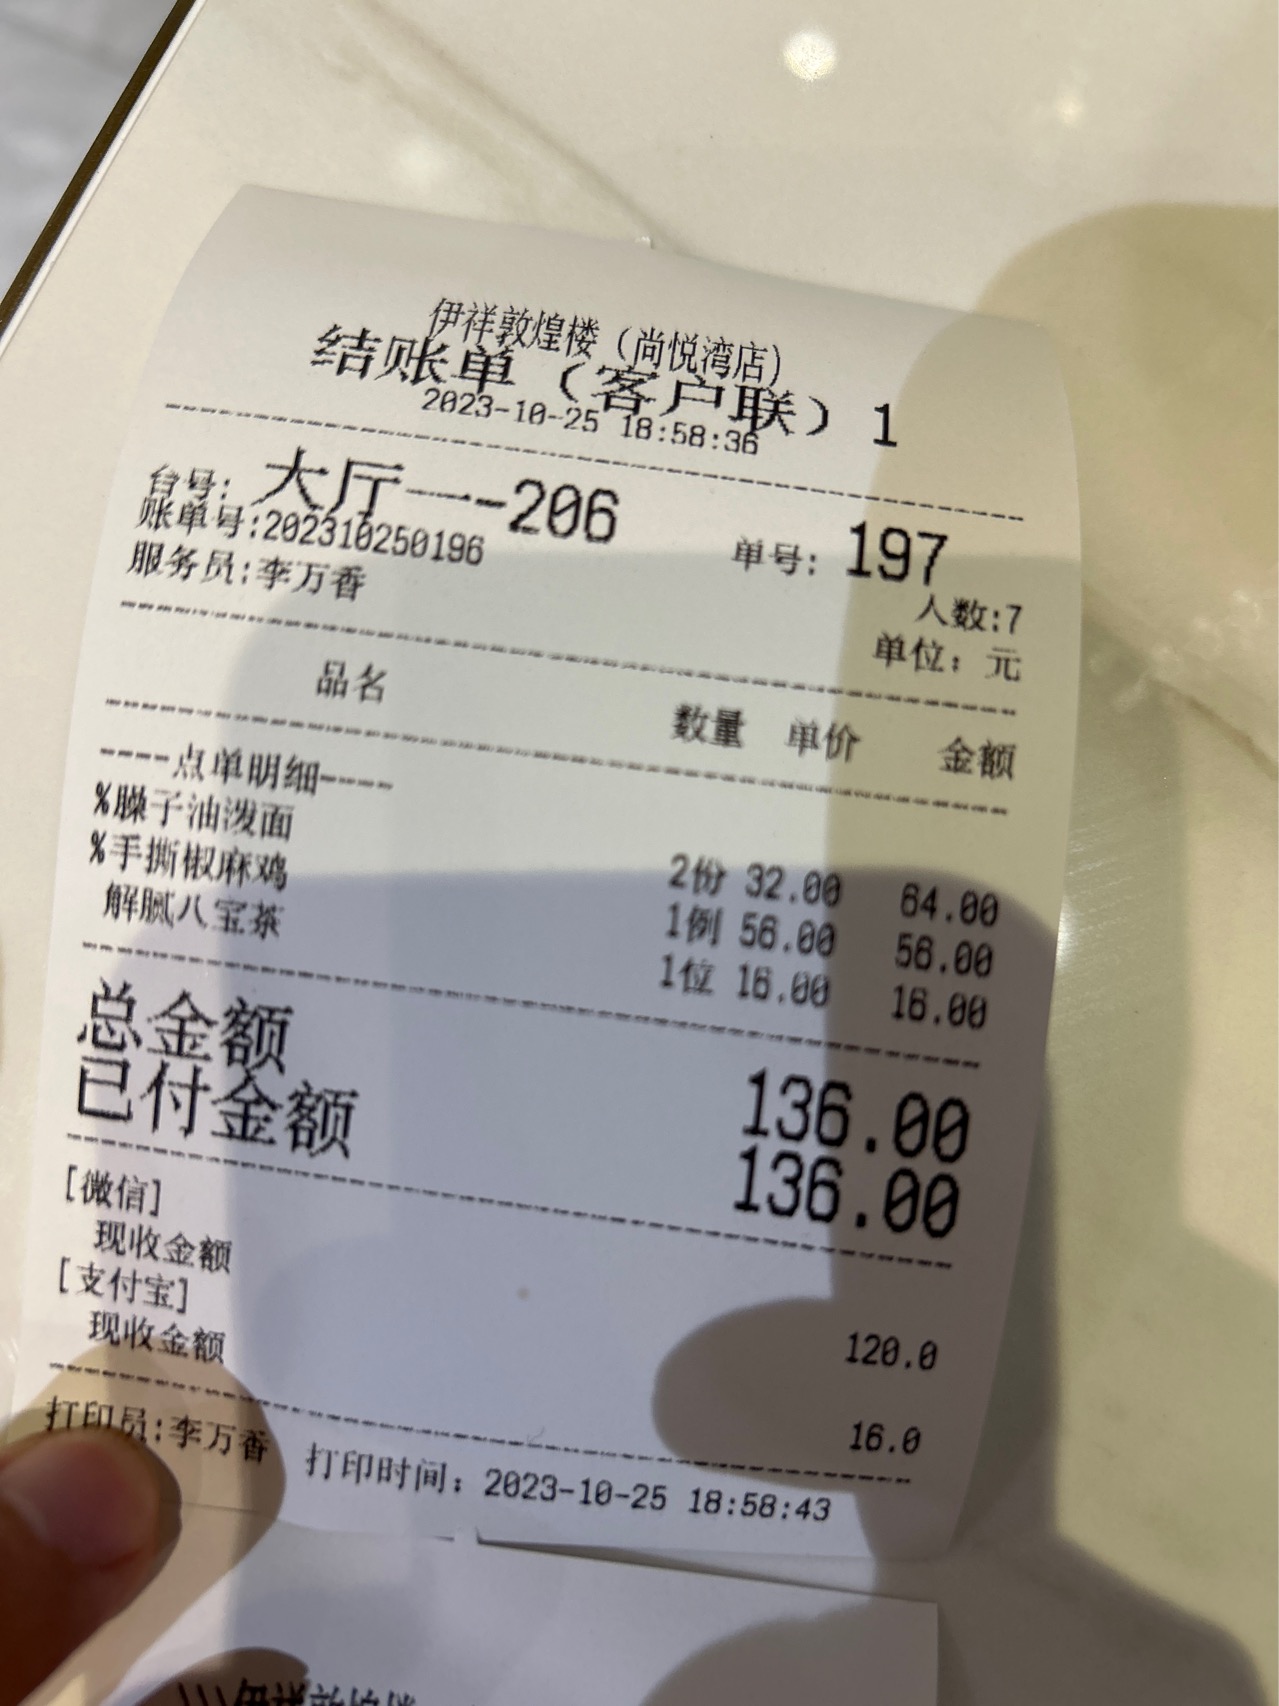 伊祥敦煌楼（尚悦湾店）
结账单（客户联）1
2023-10-25 18:58:36
台号: 大厅一-206 单号: 197
账单号:202310250196 人数:7
服务员:李万香 单位: 元
品名 数量 单价 金额
----点单明细----
%臊子油泼面 2份 32.00 64.00
%手撕椒麻鸡 1例 56.00 56.00
解腻八宝茶 1位 16.00 16.00
总金额 136.00
已付金额 136.00
[微信]
现收金额 120.0
[支付宝]
现收金额 16.0
打印员:李万香 打印时间: 2023-10-25 18:58:43
伊祥敦煌楼